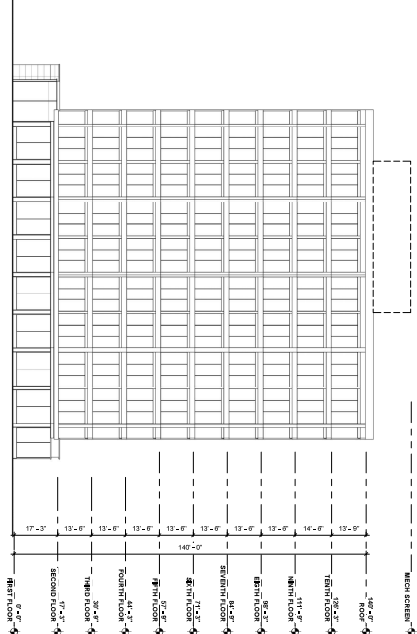 17' - 3" 13' - 6" 13' - 6" 13' - 6" 13' - 6" 13' - 6" 13' - 6" 13' - 6" 14' - 6" 13' - 9"
140' - 0"
MECH SCREEN
ROOF
140' - 0"
TENTH FLOOR
126' - 3"
NINTH FLOOR
111' - 9"
EIGTH FLOOR
98' - 3"
SEVENTH FLOOR
84' - 9"
SIXTH FLOOR
71' - 3"
FIFTH FLOOR
57' - 9"
FOURTH FLOOR
44' - 3"
THIRD FLOOR
30' - 9"
SECOND FLOOR
17' - 3"
FIRST FLOOR
0' - 0"